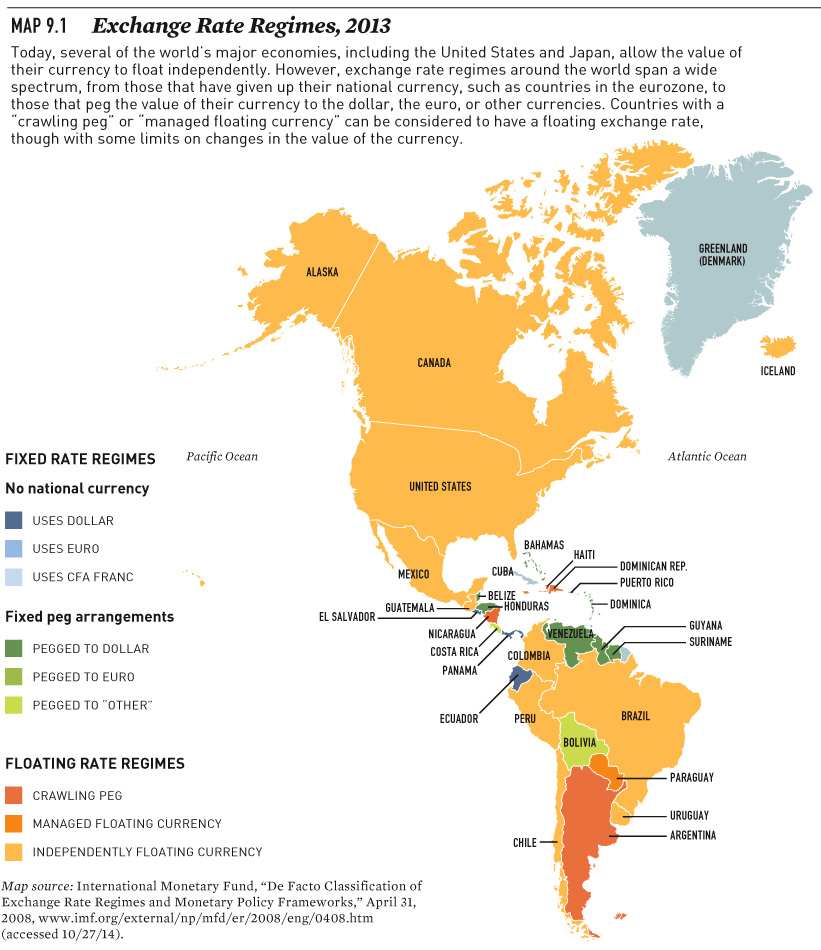 MAP 9.1 Exchange Rate Regimes, 2013
Today, several of the world's major economies, including the United States and Japan, allow the value of
their currency to float independently. However, exchange rate regimes around the world span a wide
spectrum, from those that have given up their national currency, such as countries in the eurozone, to
those that peg the value of their currency to the dollar, the euro, or other currencies. Countries with a
"crawling peg" or "managed floating currency" can be considered to have a floating exchange rate,
though with some limits on changes in the value of the currency.
GREENLAND
(DENMARK)
ALASKA
CANADA
ICELAND
Pacific Ocean
Atlantic Ocean
UNITED STATES
BAHAMAS
HAITI
DOMINICAN REP.
CUBA
MEXICO
PUERTO RICO
BELIZE
DOMINICA
GUATEMALA
HONDURAS
EL SALVADOR
NICARAGUA
VENEZUELA
GUYANA
SURINAME
COSTA RICA
COLOMBIA
PANAMA
ECUADOR
PERU
BRAZIL
BOLIVIA
PARAGUAY
URUGUAY
ARGENTINA
CHILE
FIXED RATE REGIMES
No national currency
USES DOLLAR
USES EURO
USES CFA FRANC
Fixed peg arrangements
PEGGED TO DOLLAR
PEGGED TO EURO
PEGGED TO "OTHER"
FLOATING RATE REGIMES
CRAWLING PEG
MANAGED FLOATING CURRENCY
INDEPENDENTLY FLOATING CURRENCY
Map source: International Monetary Fund, "De Facto Classification of
Exchange Rate Regimes and Monetary Policy Frameworks," April 31,
2008, www.imf.org/external/np/mfd/er/2008/eng/0408.htm
(accessed 10/27/14).